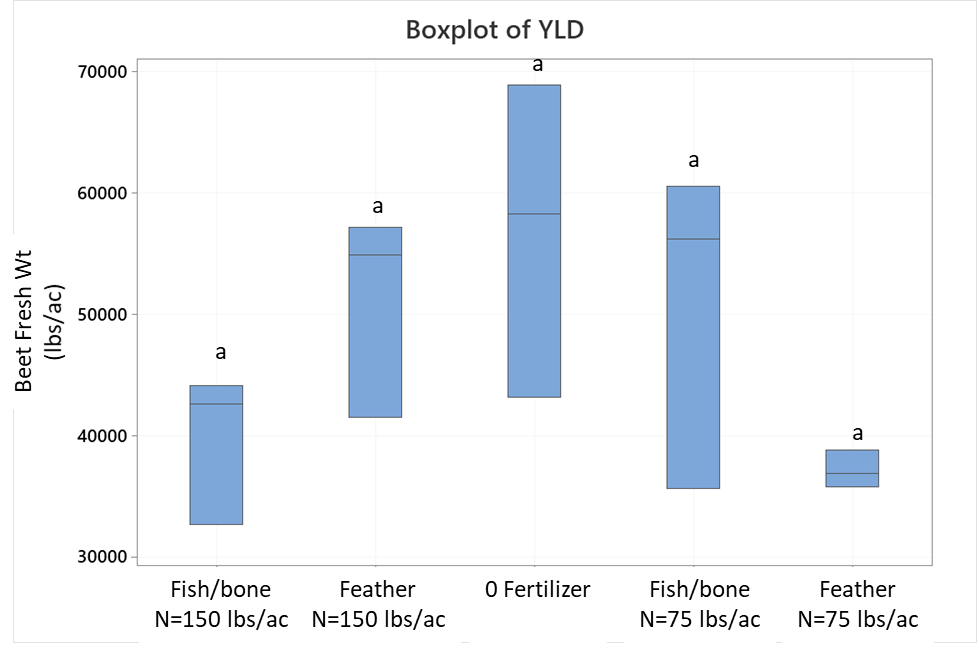 Boxplot of YLD
70000
60000
50000
40000
30000
Beet Fresh Wt
(lbs/ac)
a
a
a
a
a
Fish/bone
N=150 lbs/ac
Feather
N=150 lbs/ac
0 Fertilizer
Fish/bone
N=75 lbs/ac
Feather
N=75 lbs/ac